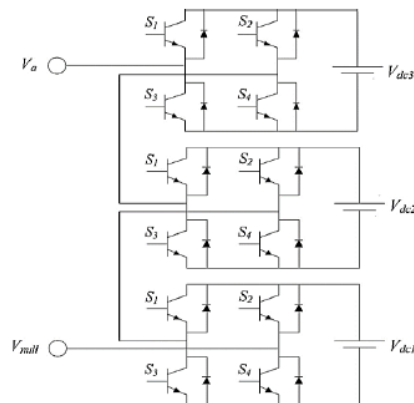 S1 S2
Va
Vdc3
S3 S4
S1 S2
Vdc2
S3 S4
S1 S2
Vnull
Vdc1
S3 S4